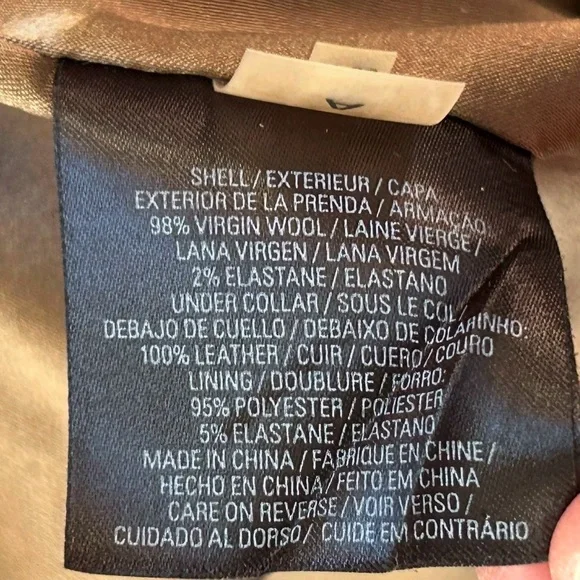 SHELL / EXTERIEUR / CAPA
EXTERIOR DE LA PRENDA / ARMAÇÃO:
98% VIRGIN WOOL / LAINE VIERGE /
LANA VIRGEN / LANA VIRGEM
2% ELASTANE / ELASTANO
UNDER COLLAR / SOUS LE COL /
DEBAJO DE CUELLO / DEBAIXO DE COLARINHO:
100% LEATHER / CUIR / CUERO / COURO
LINING / DOUBLURE / FORRO:
95% POLYESTER / POLIESTER
5% ELASTANE / ELASTANO
MADE IN CHINA / FABRIQUE EN CHINE /
HECHO EN CHINA / FEITO EM CHINA
CARE ON REVERSE / VOIR VERSO /
CUIDADO AL DORSO / CUIDE EM CONTRÁRIO